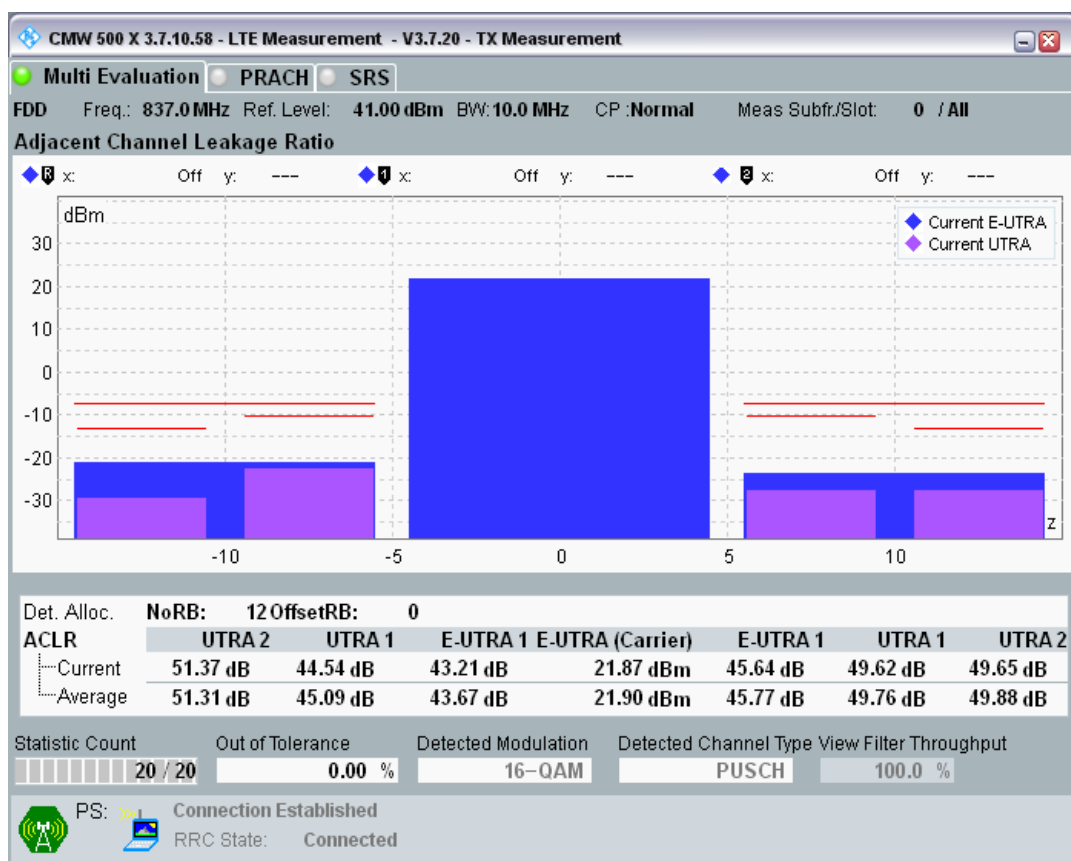 CMW 500 X 3.7.10.58 - LTE Measurement - V3.7.20 - TX Measurement
Multi Evaluation PRACH SRS
FDD Freq.: 837.0 MHz Ref. Level: 41.00 dBm BW: 10.0 MHz CP :Normal Meas Subfr./Slot: 0 / All
Adjacent Channel Leakage Ratio
R x: Off y: --- 1 x: Off y: --- 2 x: Off y: ---
dBm
Current E-UTRA
Current UTRA
30
20
10
0
-10
-20
-30
z
-10 -5 0 5 10
Det. Alloc. NoRB: 12 OffsetRB: 0
ACLR UTRA 2 UTRA 1 E-UTRA 1 E-UTRA (Carrier) E-UTRA 1 UTRA 1 UTRA 2
Current 51.37 dB 44.54 dB 43.21 dB 21.87 dBm 45.64 dB 49.62 dB 49.65 dB
Average 51.31 dB 45.09 dB 43.67 dB 21.90 dBm 45.77 dB 49.76 dB 49.88 dB
Statistic Count Out of Tolerance Detected Modulation Detected Channel Type View Filter Throughput
20 / 20 0.00 % 16-QAM PUSCH 100.0 %
PS: Connection Established
RRC State: Connected